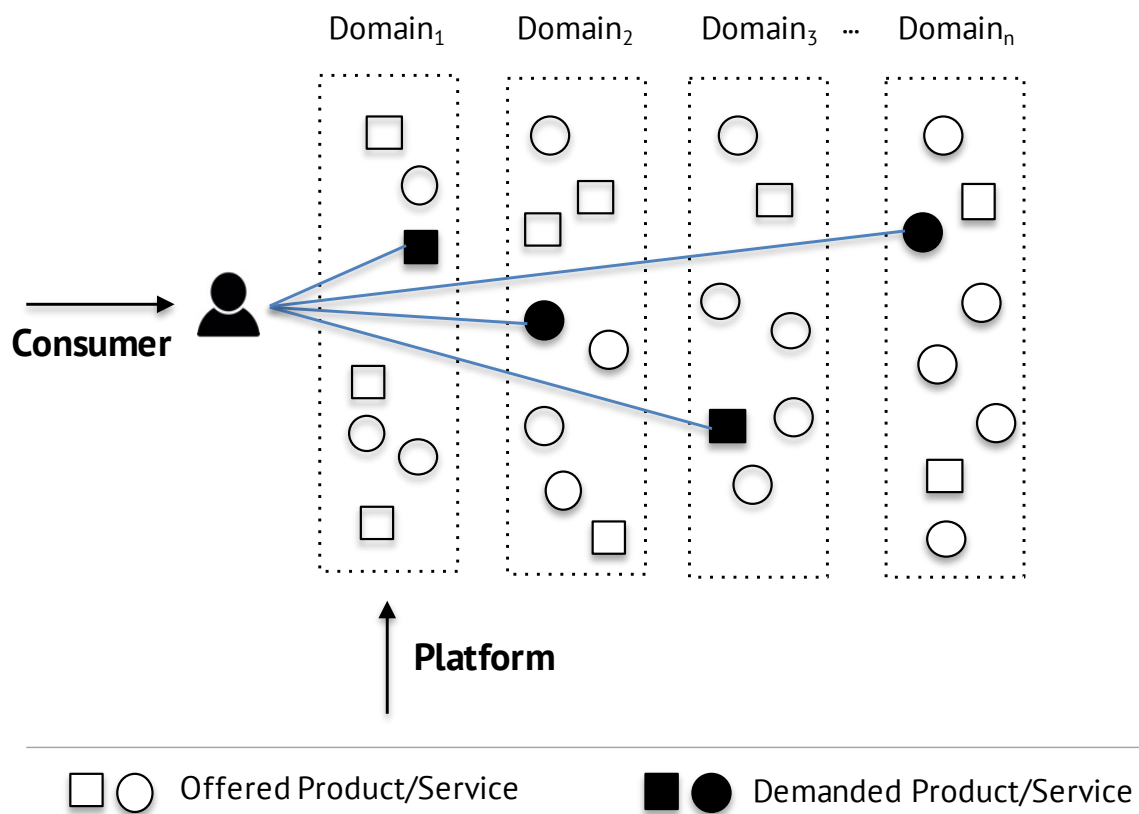 Domain₁ Domain₂ Domain₃ ... Domainₙ
Consumer
Platform
Offered Product/Service Demanded Product/Service